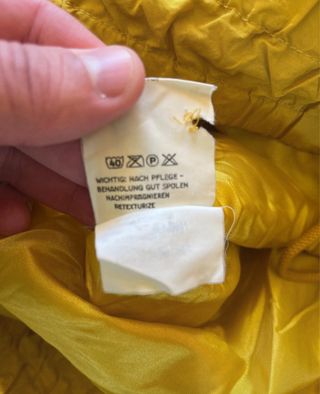 40 P
WICHTIG: NACH PFLEGE-
BEHANDLUNG GUT SPÜLEN
NACHIMPRÄGNIEREN
RETEXTURIZE